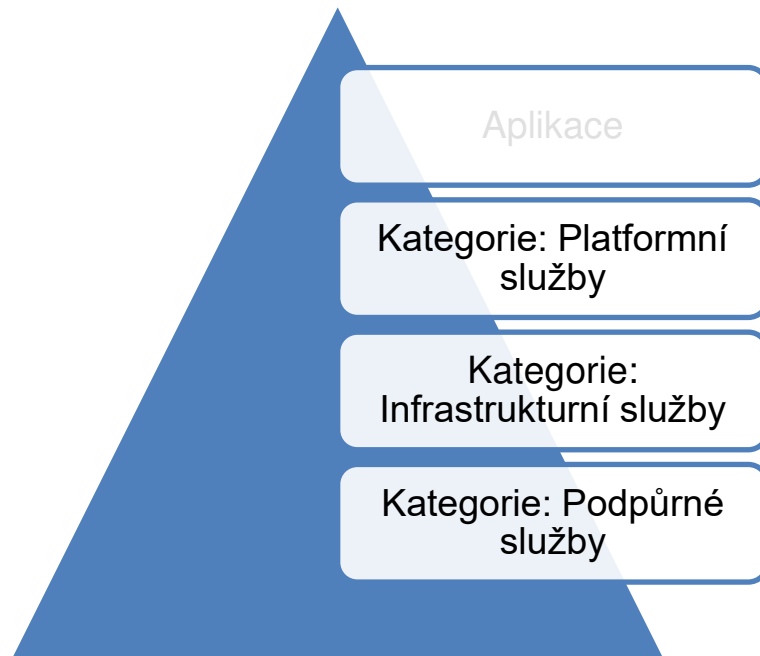 Aplikace
Kategorie: Platformní
služby
Kategorie:
Infrastrukturní služby
Kategorie: Podpůrné
služby